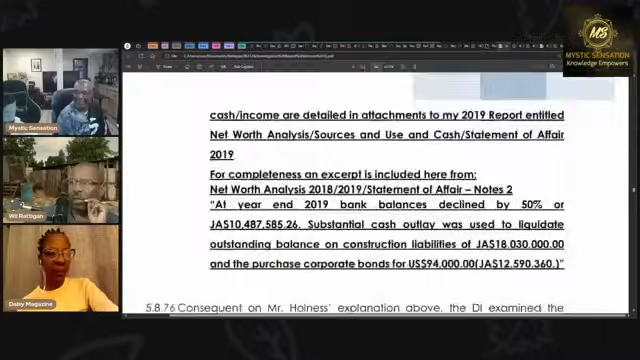 MS
MYSTIC SENSATION
Knowledge Empowers
Mystic Sensation
Wil Rattigan
Daby Magazine
cash/income are detailed in attachments to my 2019 Report entitled
Net Worth Analysis/Sources and Use and Cash/Statement of Affair
2019
For completeness an excerpt is included here from:
Net Worth Analysis 2018/2019/Statement of Affair – Notes 2
“At year end 2019 bank balances declined by 50% or
JA$10,487,585.26. Substantial cash outlay was used to liquidate
outstanding balance on construction liabilities of JA$18.030.000.00
and the purchase corporate bonds for US$94,000.00(JA$12.590.360.)”
5.8.76 Consequent on Mr. Holness’ explanation above, the DI examined the